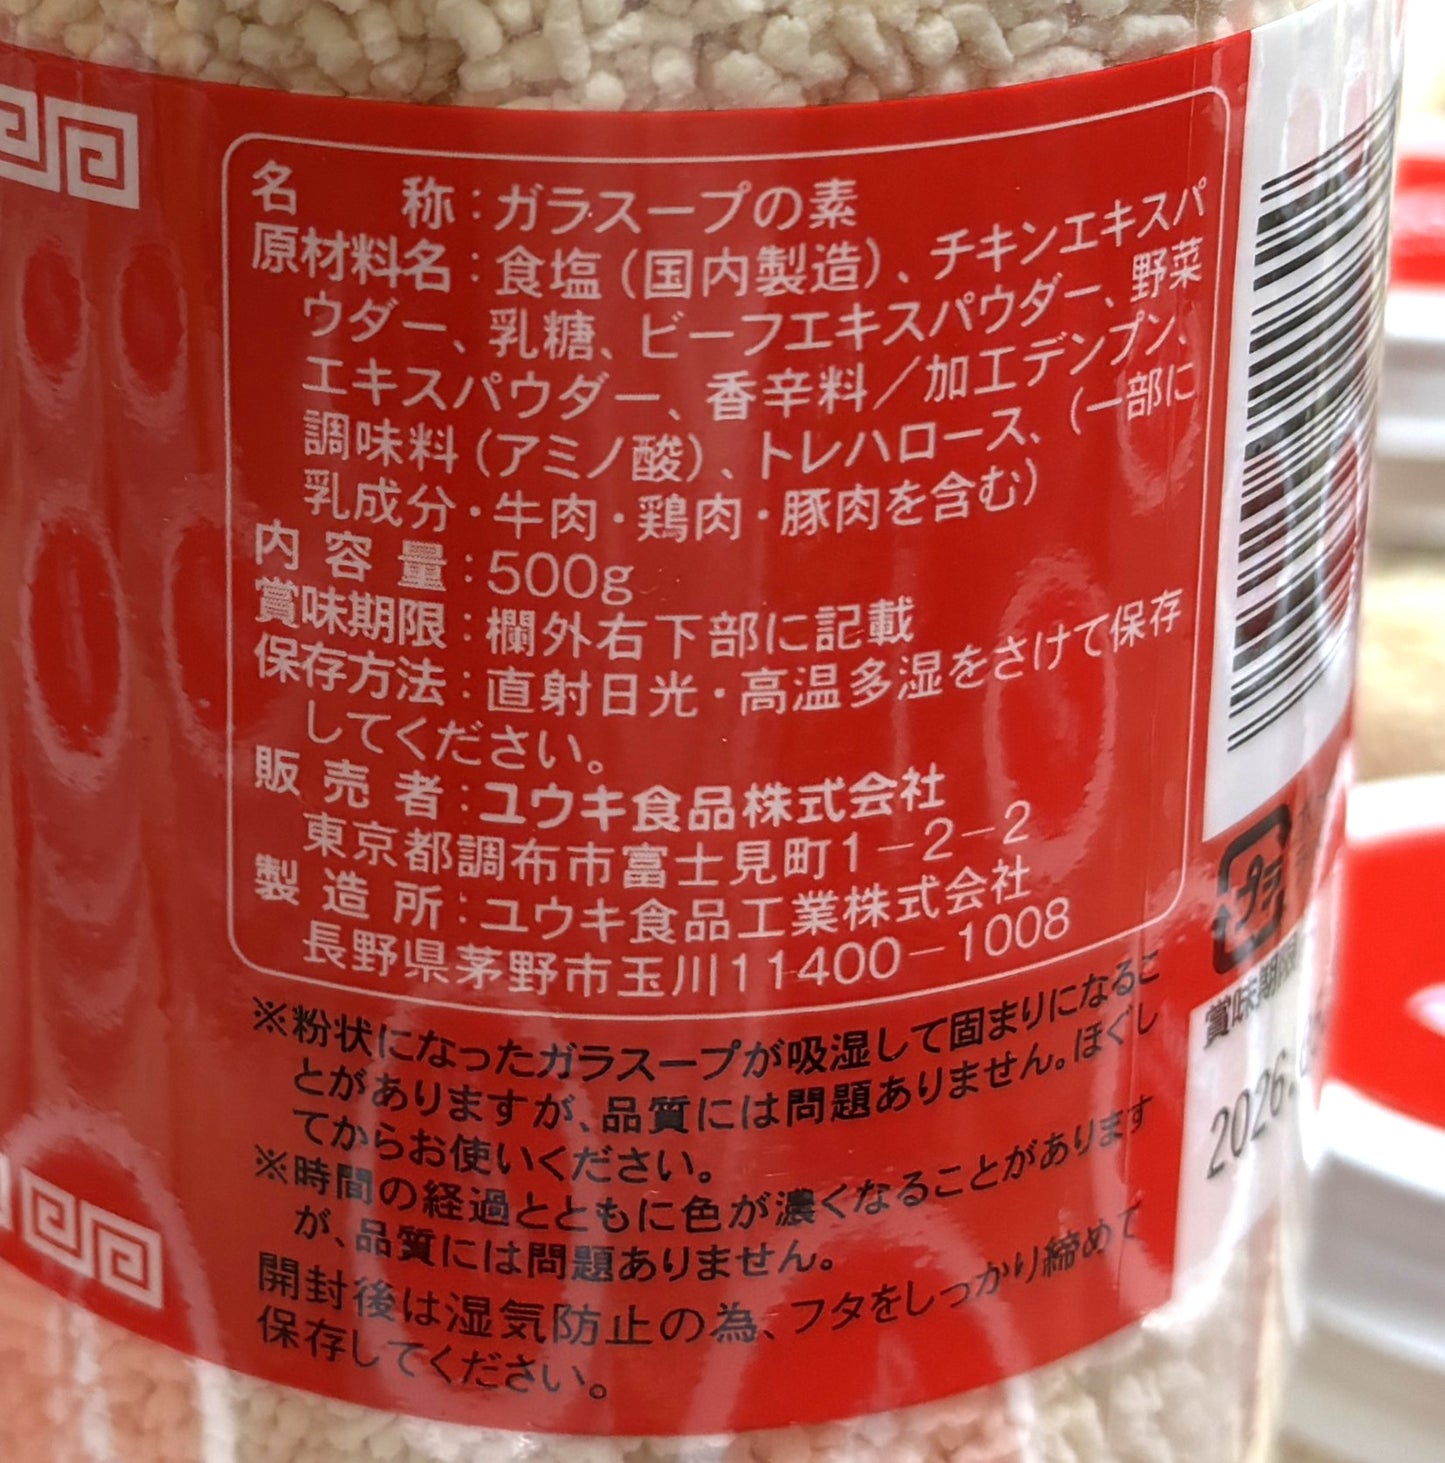 名称：ガラスープの素
原材料名：食塩（国内製造）、チキンエキスパ
ウダー、乳糖、ビーフエキスパウダー、野菜
エキスパウダー、香辛料／加工デンプン、
調味料（アミノ酸）、トレハロース、（一部に
乳成分・牛肉・鶏肉・豚肉を含む）
内容量：500g
賞味期限：欄外右下部に記載
保存方法：直射日光・高温多湿をさけて保存
してください。
販売者：ユウキ食品株式会社
東京都調布市富士見町1－2－2
製造所：ユウキ食品工業株式会社
長野県茅野市玉川11400－1008
※粉状になったガラスープが吸湿して固まりになるこ
とがありますが、品質には問題ありません。ほぐし
てからお使いください。
※時間の経過とともに色が濃くなることがあります
が、品質には問題ありません。
開封後は湿気防止の為、フタをしっかり締めて
保存してください。
プラ
賞味期限
2026.